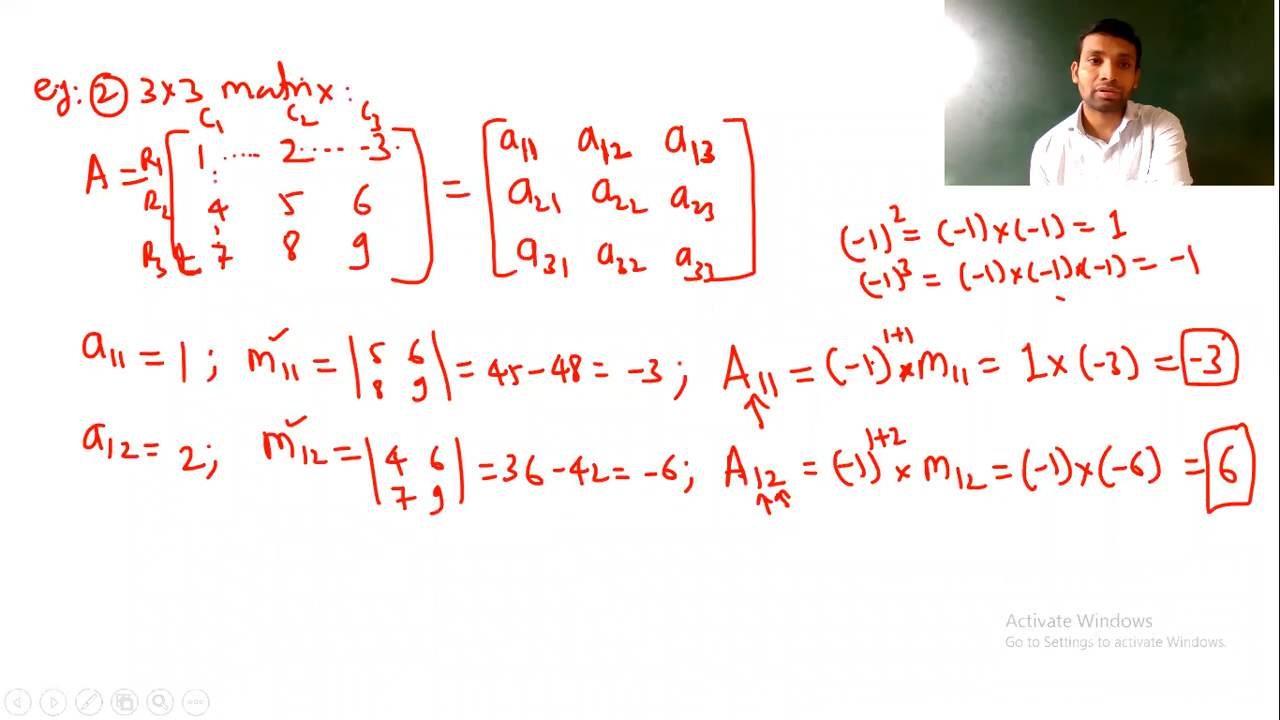 eg: ② 3×3 matrix:
C₁ C₂ C₃
A = R₁ [ 1 ..... 2 .... -3 ] = [ a₁₁ a₁₂ a₁₃ ]
R₂ [ 4 5 6 ] [ a₂₁ a₂₂ a₂₃ ]
R₃ [ 7 8 9 ] [ a₃₁ a₃₂ a₃₃ ]
(-1)² = (-1)×(-1) = 1
(-1)³ = (-1)×(-1)×(-1) = -1
a₁₁ = 1 ; m₁₁ = |5 6; 8 9| = 45-48 = -3 ; A₁₁ = (-1)¹⁺¹ × m₁₁ = 1×(-3) = -3
a₁₂ = 2 ; m₁₂ = |4 6; 7 9| = 36-42 = -6 ; A₁₂ = (-1)¹⁺² × m₁₂ = (-1)×(-6) = 6
Activate Windows
Go to Settings to activate Windows.